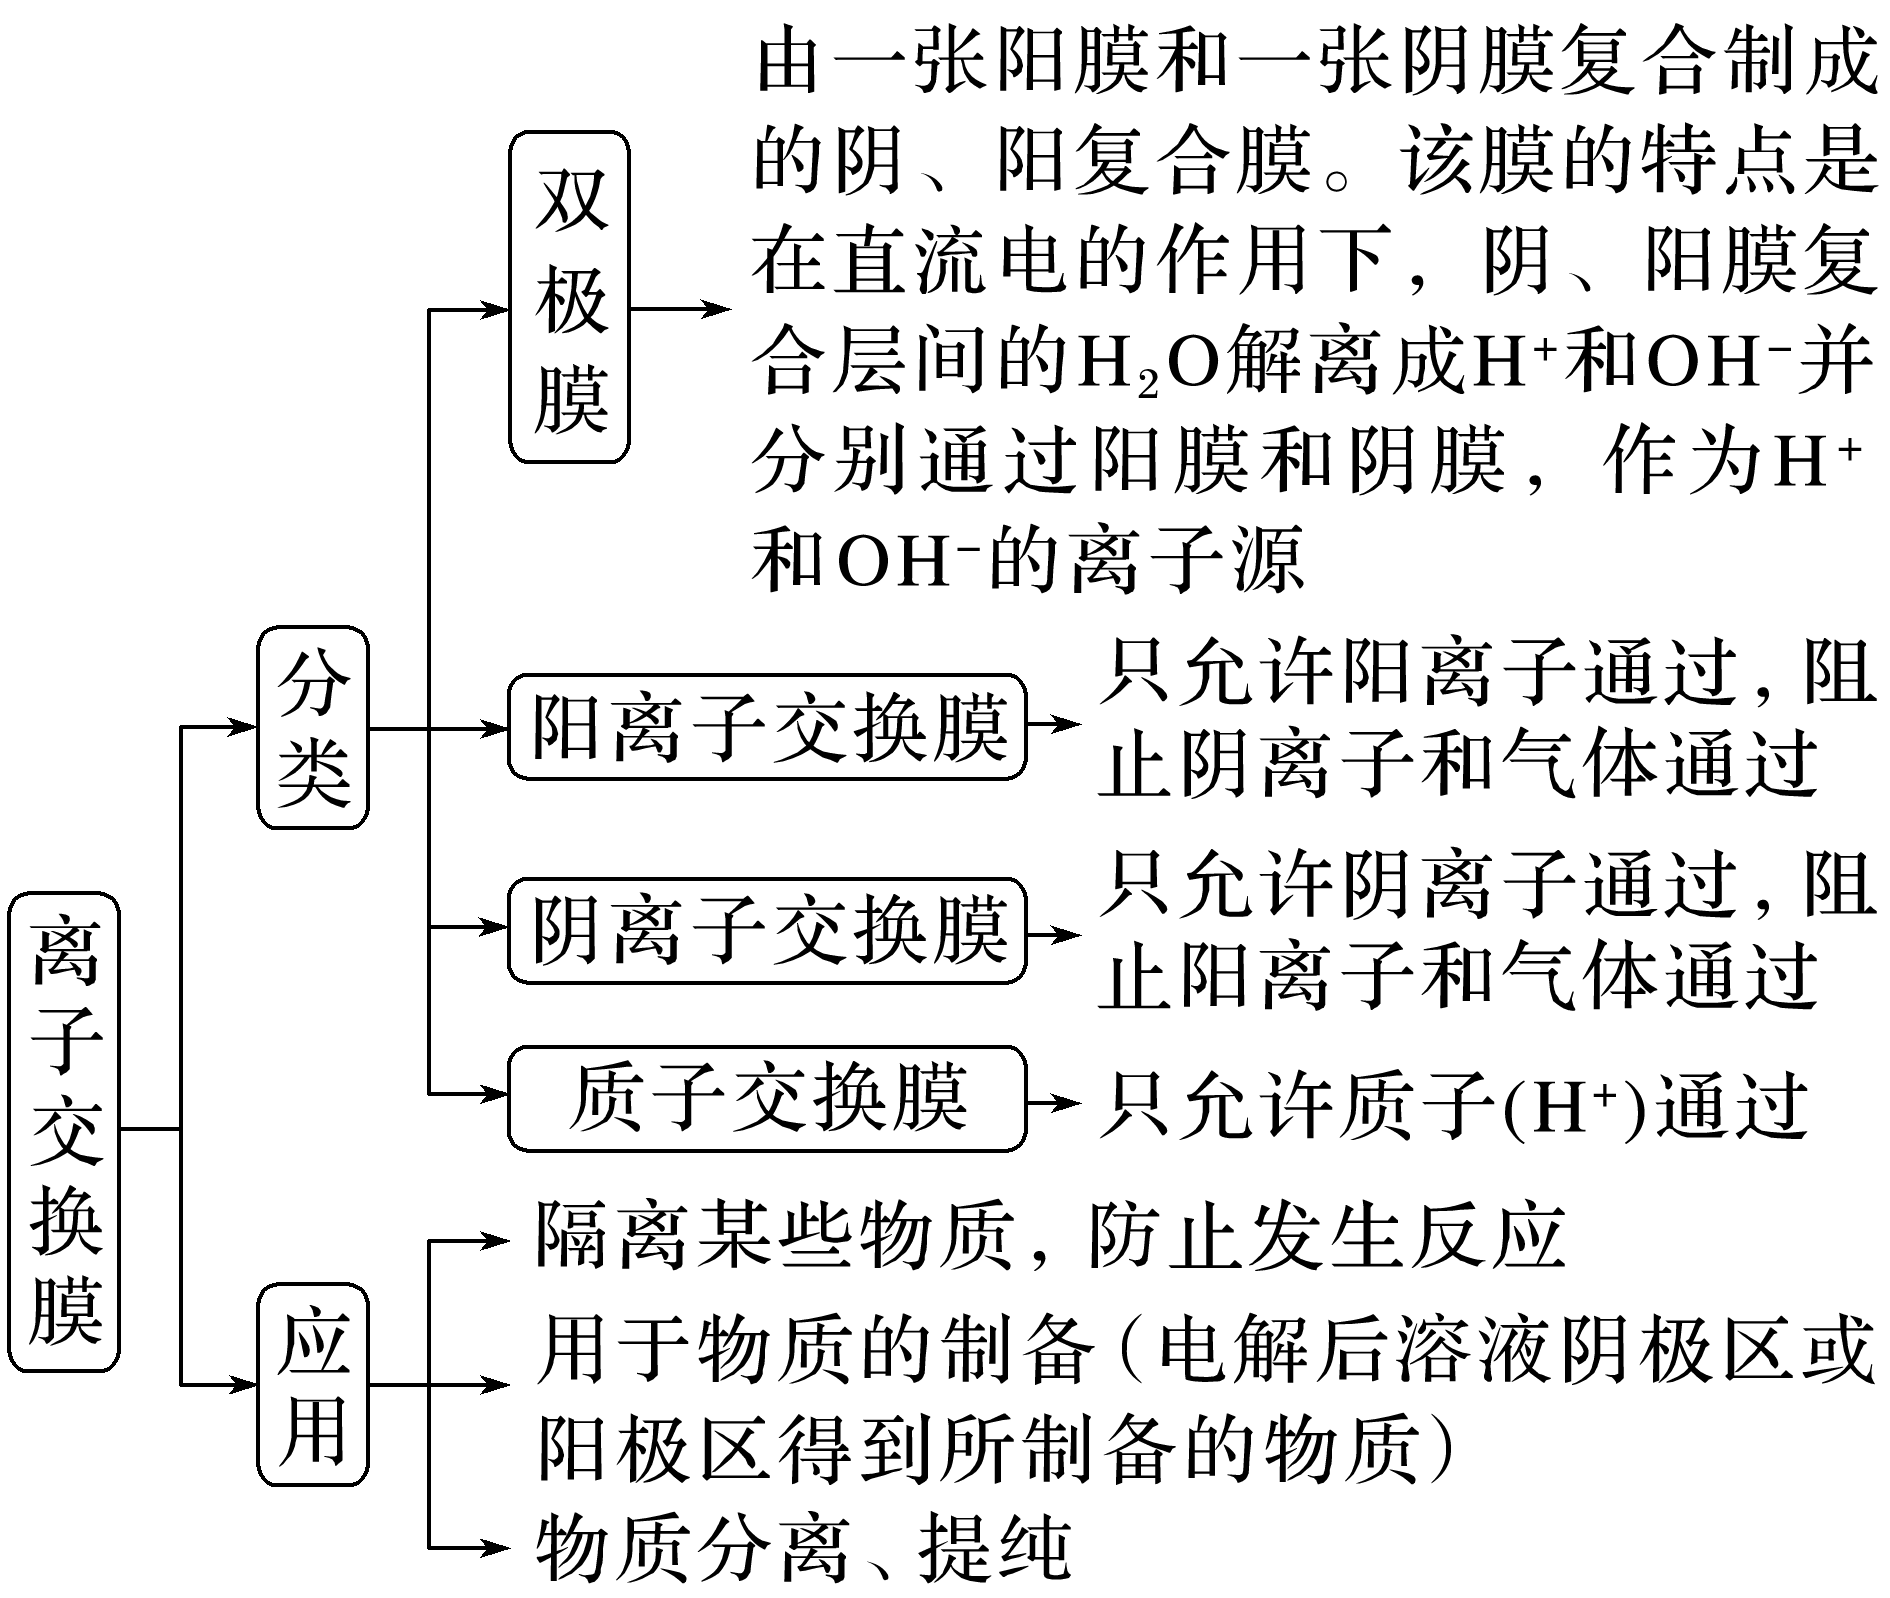 由一张阳膜和一张阴膜复合制成
的阴、阳复合膜。该膜的特点是
在直流电的作用下，阴、阳膜复
合层间的H₂O解离成H⁺和OH⁻并
分别通过阳膜和阴膜，作为H⁺
和OH⁻的离子源
双极膜
分类
阳离子交换膜
只允许阳离子通过，阻
止阴离子和气体通过
阴离子交换膜
只允许阴离子通过，阻
止阳离子和气体通过
质子交换膜
只允许质子(H⁺)通过
离子交换膜
应用
隔离某些物质，防止发生反应
用于物质的制备（电解后溶液阴极区或
阳极区得到所制备的物质）
物质分离、提纯